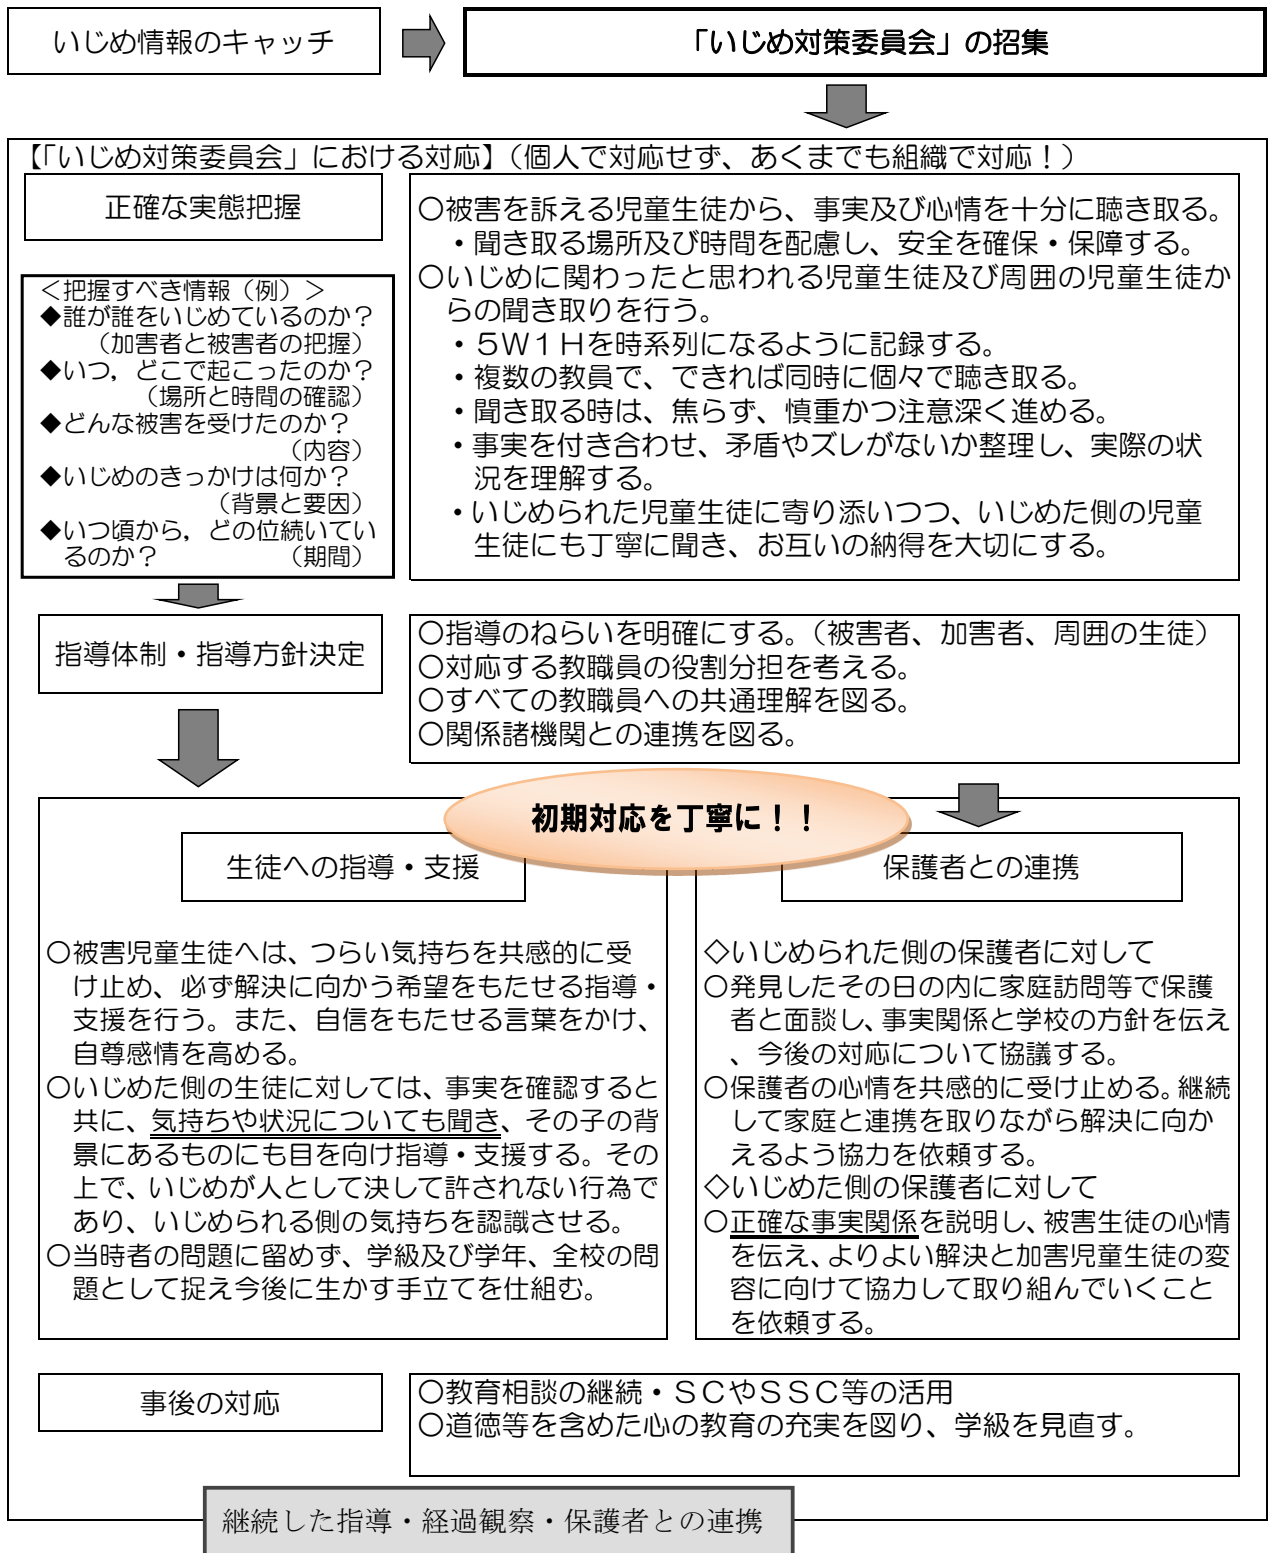 いじめ情報のキャッチ
「いじめ対策委員会」の招集
【「いじめ対策委員会」における対応】（個人で対応せず、あくまでも組織で対応！）
正確な実態把握
＜把握すべき情報（例）＞
◆誰が誰をいじめているのか？
（加害者と被害者の把握）
◆いつ，どこで起こったのか？
（場所と時間の確認）
◆どんな被害を受けたのか？
（内容）
◆いじめのきっかけは何か？
（背景と要因）
◆いつ頃から，どの位続いてい
るのか？　　　　（期間）
○被害を訴える児童生徒から、事実及び心情を十分に聴き取る。
・聞き取る場所及び時間を配慮し、安全を確保・保障する。
○いじめに関わったと思われる児童生徒及び周囲の児童生徒か
らの聞き取りを行う。
・５Ｗ１Ｈを時系列になるように記録する。
・複数の教員で、できれば同時に個々で聴き取る。
・聞き取る時は、焦らず、慎重かつ注意深く進める。
・事実を付き合わせ、矛盾やズレがないか整理し、実際の状
況を理解する。
・いじめられた児童生徒に寄り添いつつ、いじめた側の児童
生徒にも丁寧に聞き、お互いの納得を大切にする。
指導体制・指導方針決定
○指導のねらいを明確にする。（被害者、加害者、周囲の生徒）
○対応する教職員の役割分担を考える。
○すべての教職員への共通理解を図る。
○関係諸機関との連携を図る。
初期対応を丁寧に！！
生徒への指導・支援
○被害児童生徒へは、つらい気持ちを共感的に受
け止め、必ず解決に向かう希望をもたせる指導・
支援を行う。また、自信をもたせる言葉をかけ、
自尊感情を高める。
○いじめた側の生徒に対しては、事実を確認すると
共に、気持ちや状況についても聞き、その子の背
景にあるものにも目を向け指導・支援する。その
上で、いじめが人として決して許されない行為で
あり、いじめられる側の気持ちを認識させる。
○当時者の問題に留めず、学級及び学年、全校の問
題として捉え今後に生かす手立てを仕組む。
保護者との連携
◇いじめられた側の保護者に対して
○発見したその日の内に家庭訪問等で保護
者と面談し、事実関係と学校の方針を伝え
、今後の対応について協議する。
○保護者の心情を共感的に受け止める。継続
して家庭と連携を取りながら解決に向か
えるよう協力を依頼する。
◇いじめた側の保護者に対して
○正確な事実関係を説明し、被害生徒の心情
を伝え、よりよい解決と加害児童生徒の変
容に向けて協力して取り組んでいくこと
を依頼する。
事後の対応
○教育相談の継続・ＳＣやＳＳＣ等の活用
○道徳等を含めた心の教育の充実を図り、学級を見直す。
継続した指導・経過観察・保護者との連携